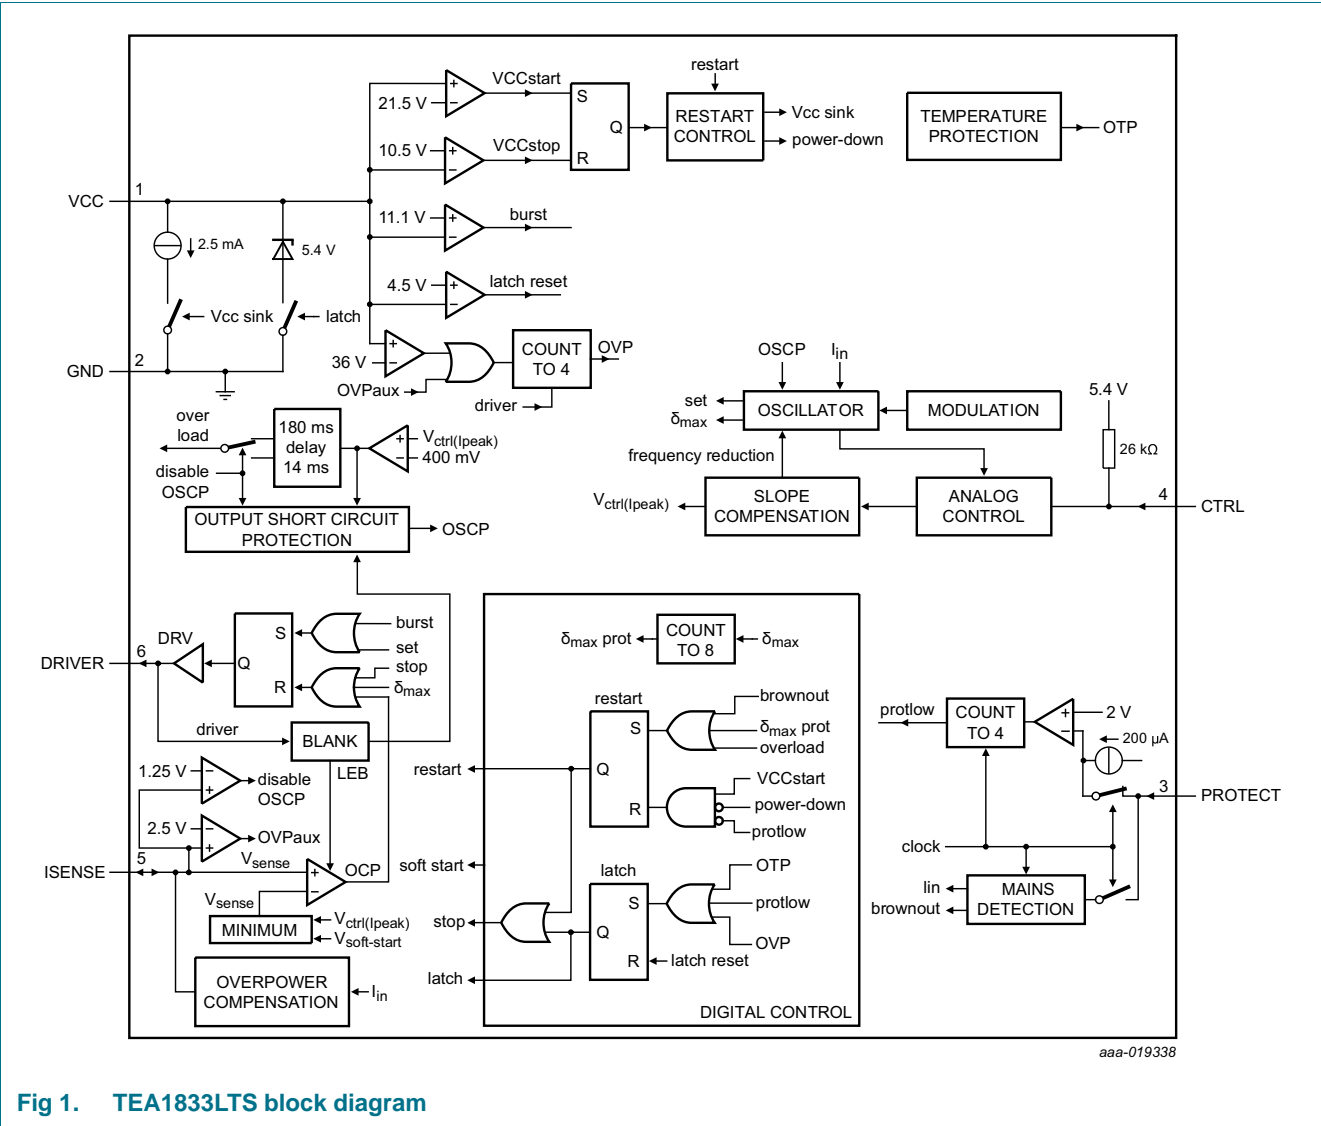 restart
VCCstart
21.5 V
S
Q
R
RESTART
CONTROL
Vcc sink
power-down
TEMPERATURE
PROTECTION
OTP
10.5 V
VCCstop
VCC
1
11.1 V
burst
2.5 mA
5.4 V
4.5 V
latch reset
Vcc sink
latch
GND
2
36 V
OVPaux
COUNT
TO 4
OVP
driver
OSCP
Iin
set
δmax
OSCILLATOR
MODULATION
5.4 V
26 kΩ
over
load
180 ms
delay
14 ms
Vctrl(Ipeak)
400 mV
disable
OSCP
frequency reduction
Vctrl(Ipeak)
SLOPE
COMPENSATION
ANALOG
CONTROL
4
CTRL
OUTPUT SHORT CIRCUIT
PROTECTION
OSCP
DRV
6
DRIVER
S
Q
R
burst
set
stop
δmax
driver
BLANK
LEB
1.25 V
disable
OSCP
2.5 V
OVPaux
ISENSE
5
Vsense
OCP
Vsense
MINIMUM
Vctrl(Ipeak)
Vsoft-start
OVERPOWER
COMPENSATION
Iin
δmax prot
COUNT
TO 8
δmax
restart
S
Q
R
brownout
δmax prot
overload
VCCstart
power-down
protlow
restart
soft start
stop
latch
latch
S
Q
R
OTP
protlow
OVP
latch reset
DIGITAL CONTROL
protlow
COUNT
TO 4
2 V
200 µA
3
PROTECT
clock
lin
brownout
MAINS
DETECTION
aaa-019338
Fig 1. TEA1833LTS block diagram